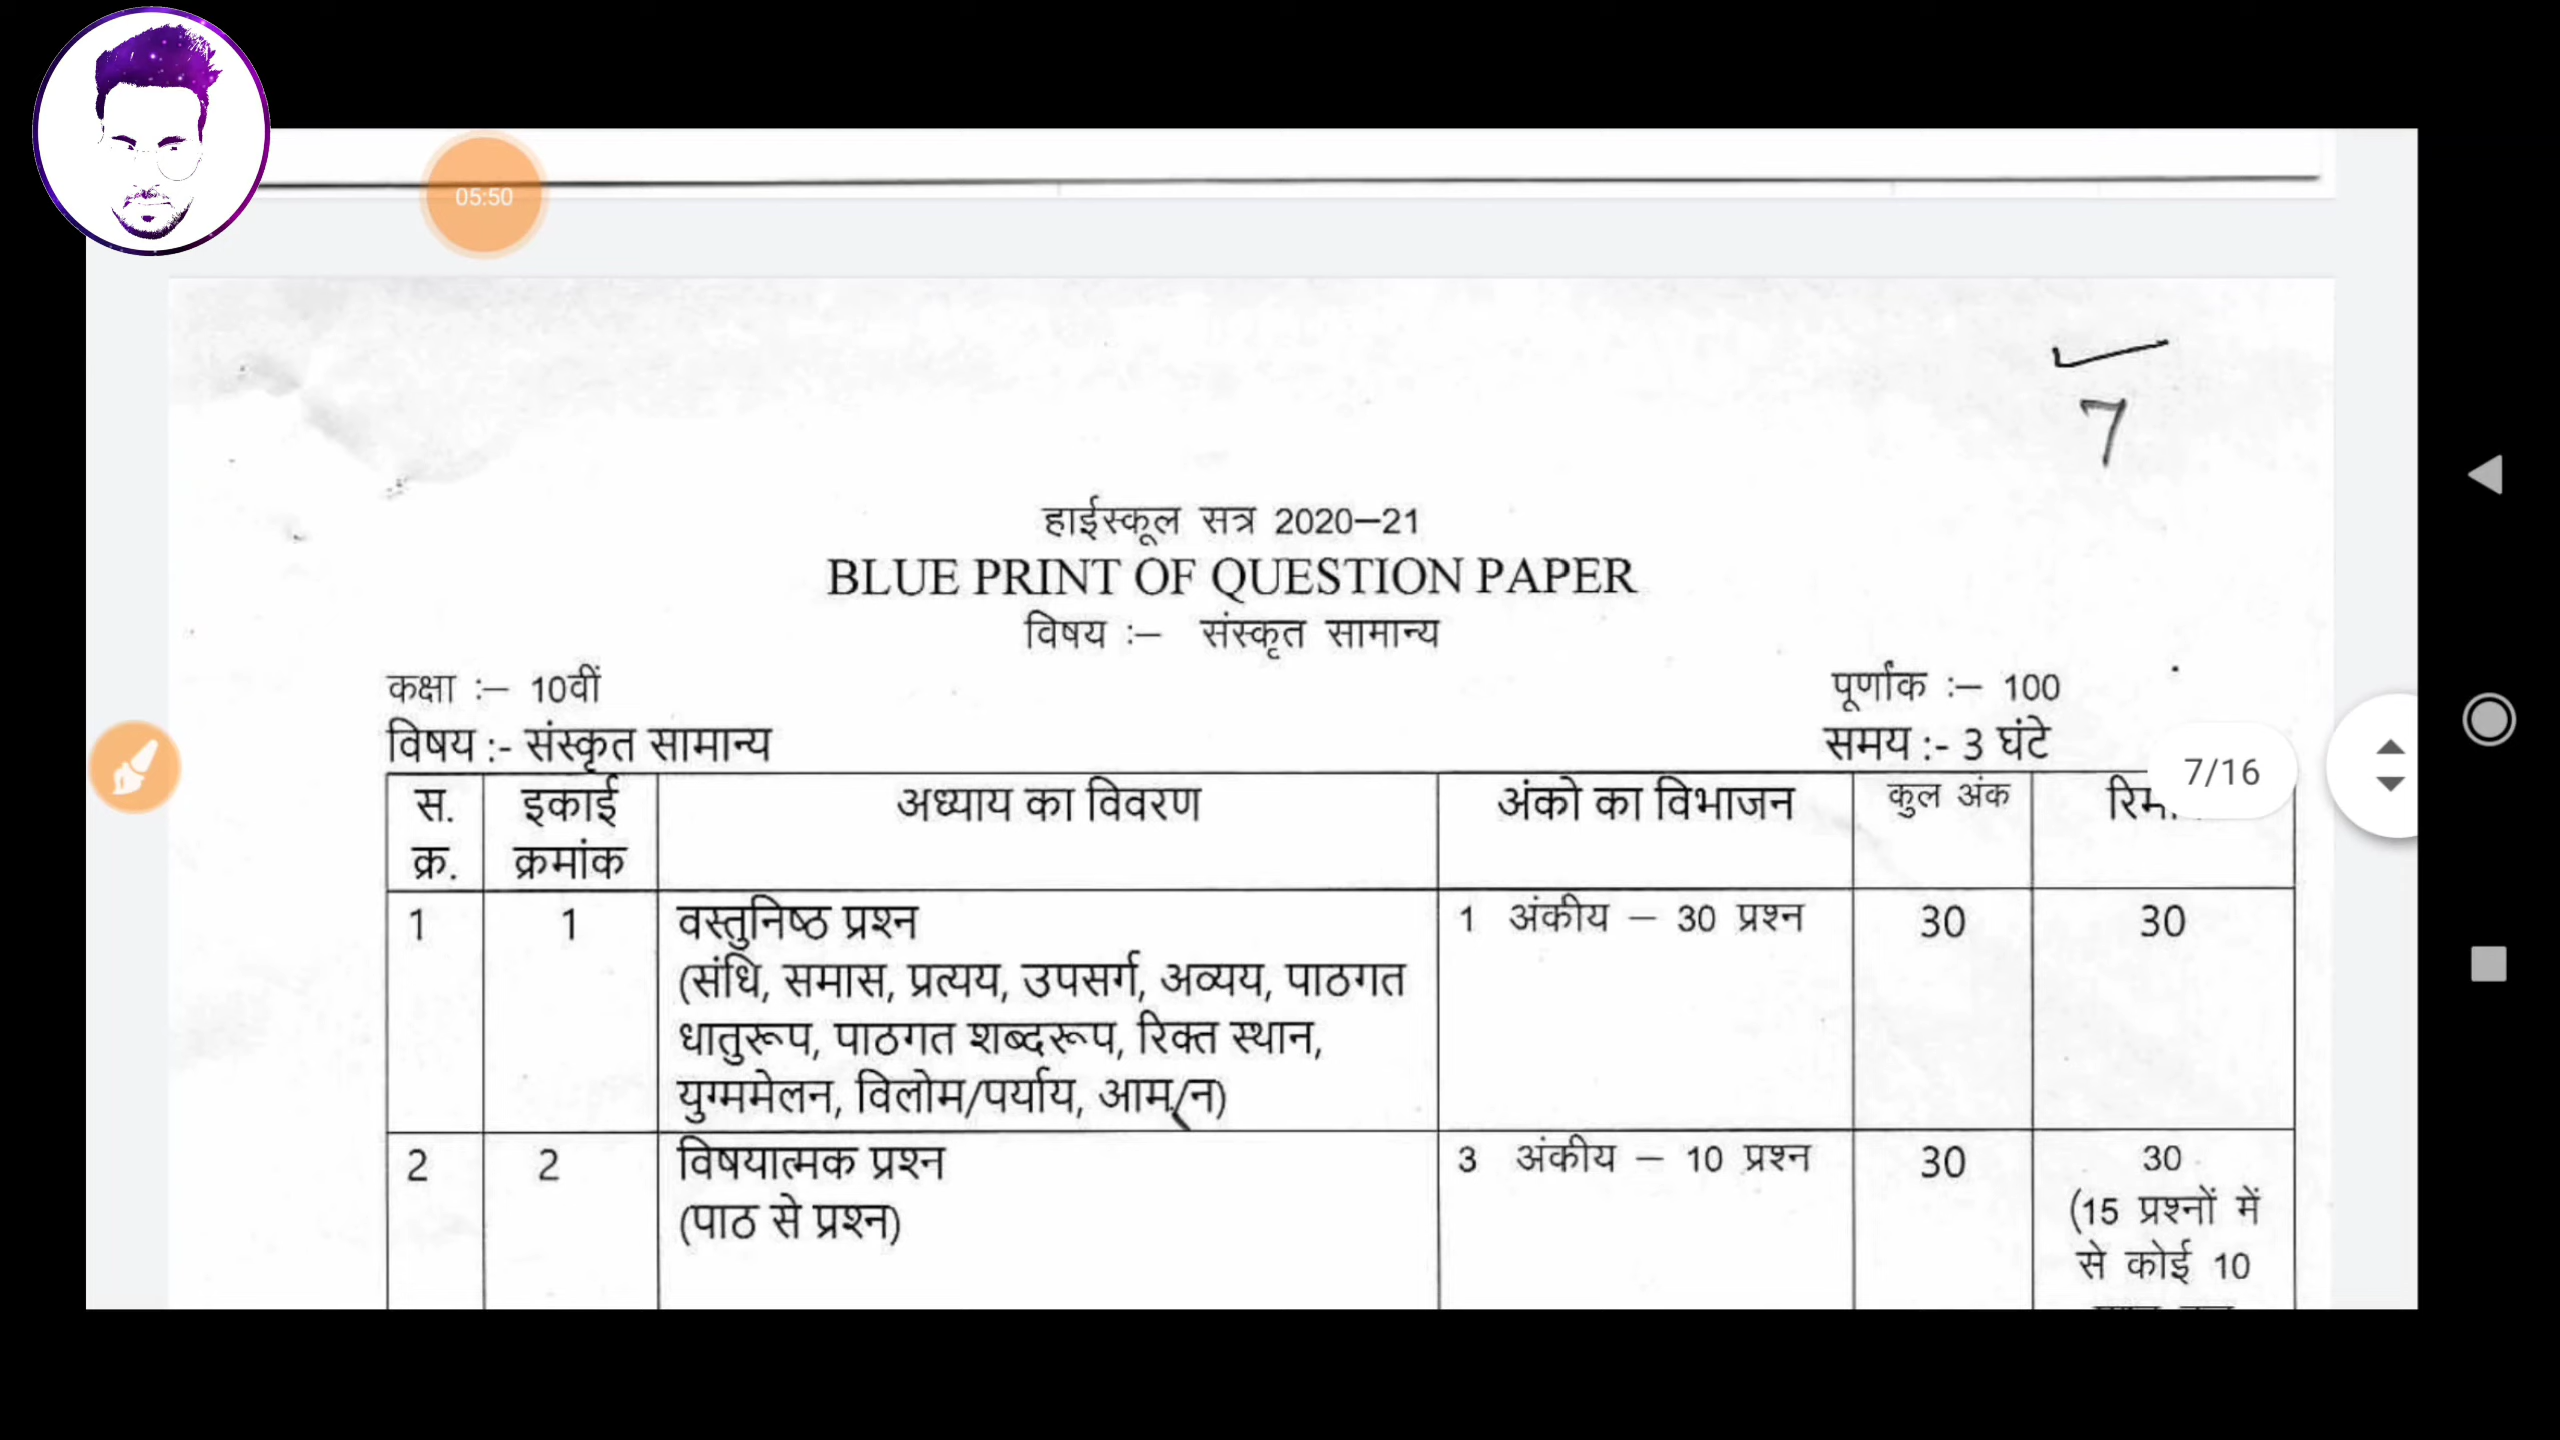 05:50
7
हाईस्कूल सत्र 2020–21
BLUE PRINT OF QUESTION PAPER
विषय :– संस्कृत सामान्य
कक्षा :– 10वीं
पूर्णांक :– 100
विषय :- संस्कृत सामान्य
समय :- 3 घंटे
7/16
स. क्र.
इकाई क्रमांक
अध्याय का विवरण
अंको का विभाजन
कुल अंक
1
1
वस्तुनिष्ठ प्रश्न
(संधि, समास, प्रत्यय, उपसर्ग, अव्यय, पाठगत
धातुरूप, पाठगत शब्दरूप, रिक्त स्थान,
युग्ममेलन, विलोम/पर्याय, आम्/न)
1 अंकीय – 30 प्रश्न
30
30
2
2
विषयात्मक प्रश्न
(पाठ से प्रश्न)
3 अंकीय – 10 प्रश्न
30
30
(15 प्रश्नों में
से कोई 10